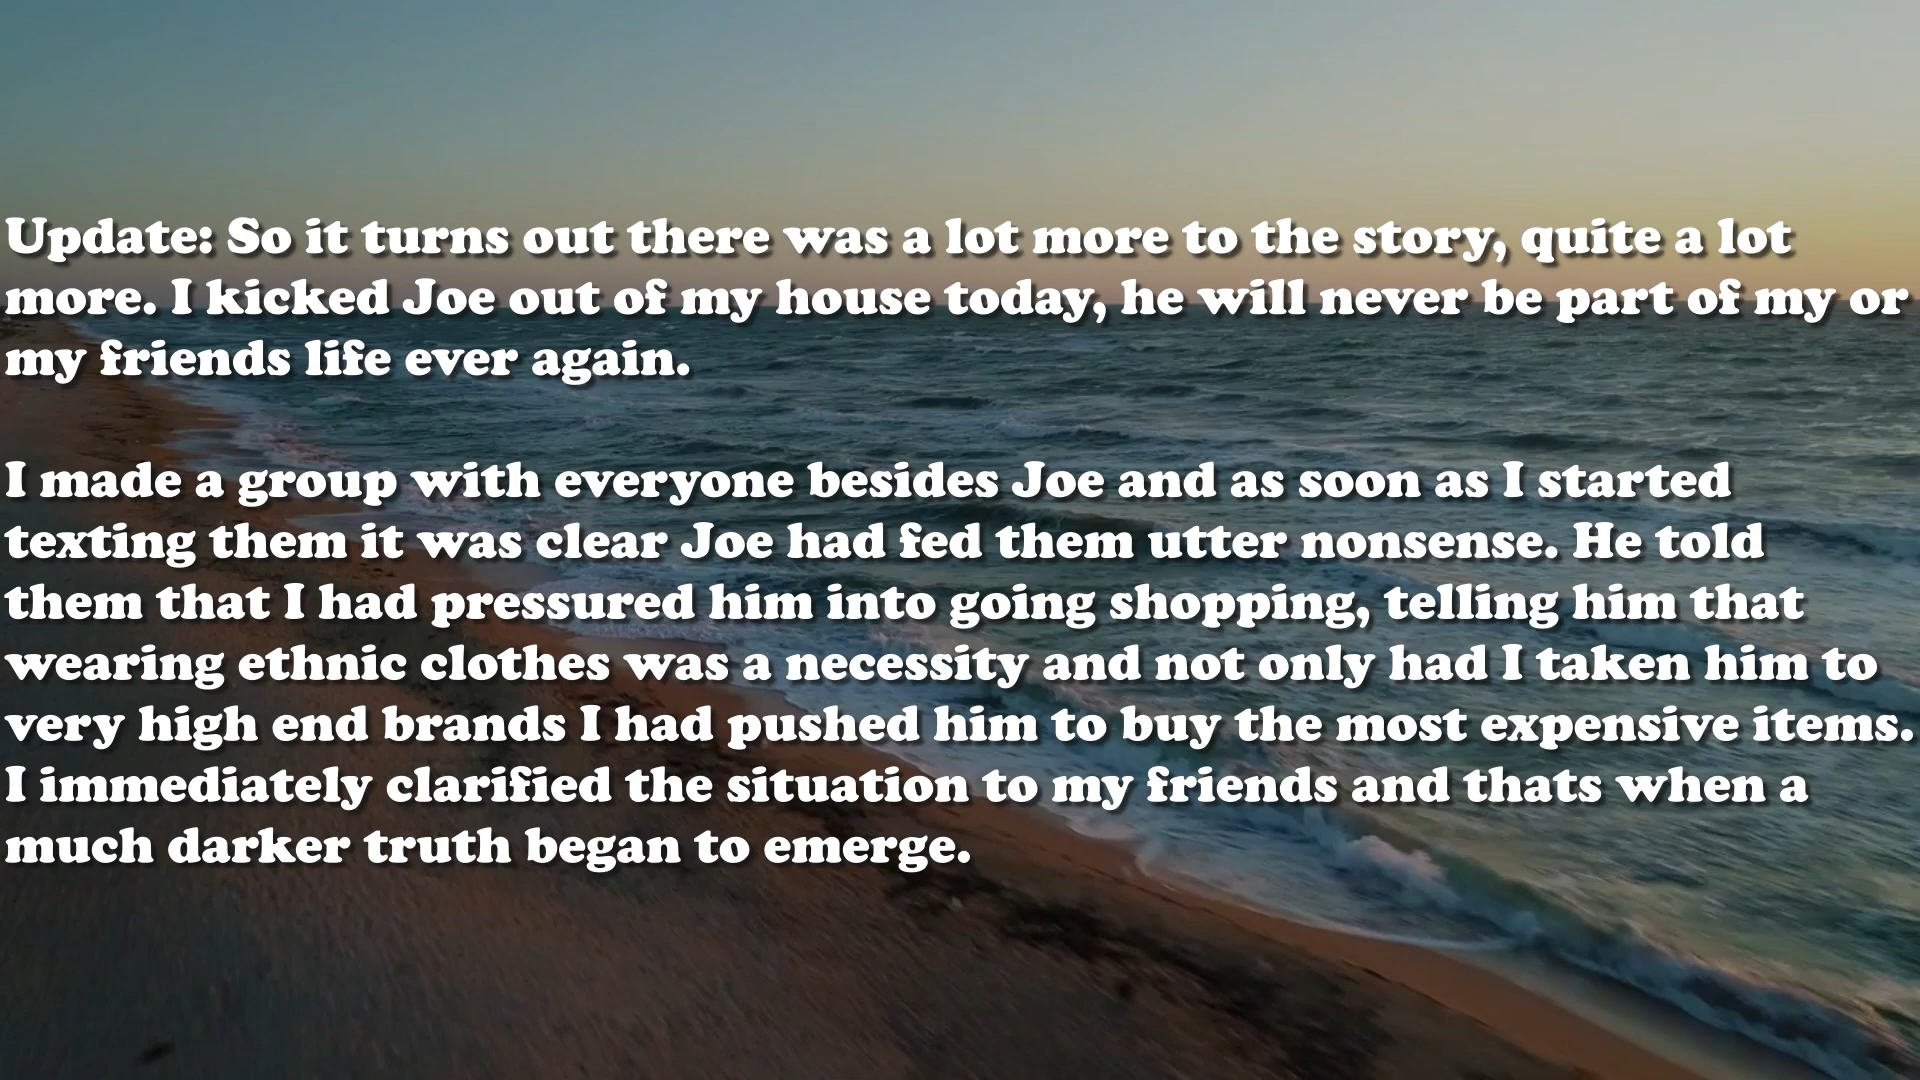 Update: So it turns out there was a lot more to the story, quite a lot
more. I kicked Joe out of my house today, he will never be part of my or
my friends life ever again.
I made a group with everyone besides Joe and as soon as I started
texting them it was clear Joe had fed them utter nonsense. He told
them that I had pressured him into going shopping, telling him that
wearing ethnic clothes was a necessity and not only had I taken him to
very high end brands I had pushed him to buy the most expensive items.
I immediately clarified the situation to my friends and thats when a
much darker truth began to emerge.